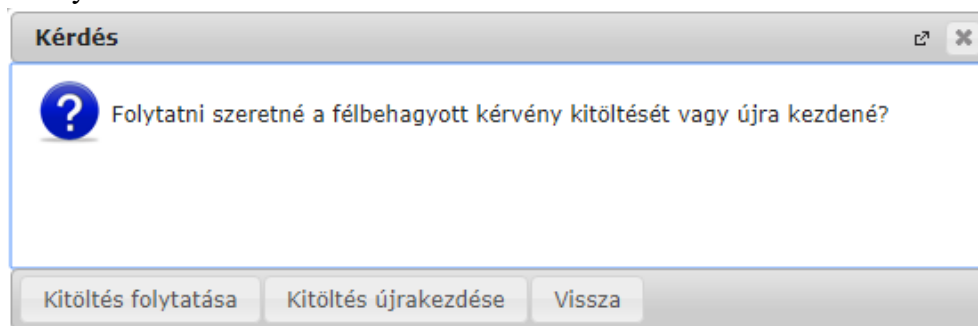 Kérdés
Folytatni szeretné a félbehagyott kérvény kitöltését vagy újra kezdené?
Kitöltés folytatása Kitöltés újrakezdése Vissza